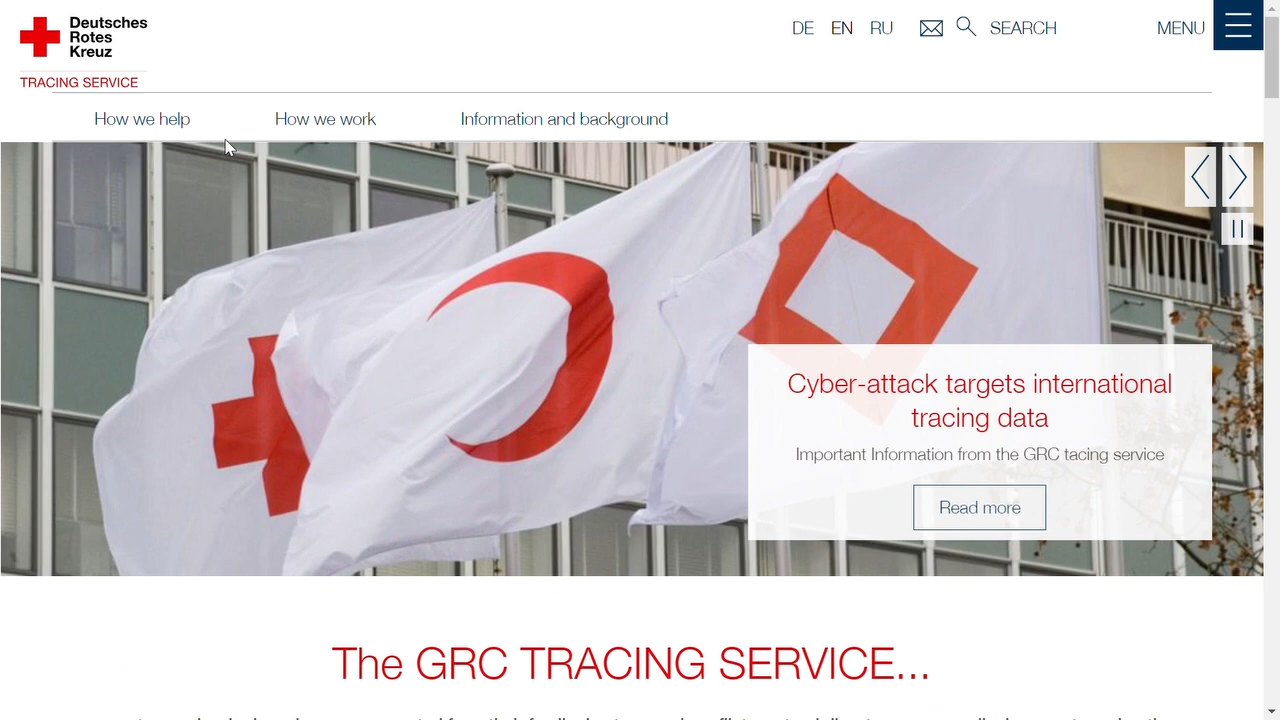 Deutsches
Rotes
Kreuz
TRACING SERVICE
DE EN RU SEARCH MENU
How we help How we work Information and background
Cyber-attack targets international
tracing data
Important Information from the GRC tacing service
Read more
The GRC TRACING SERVICE...